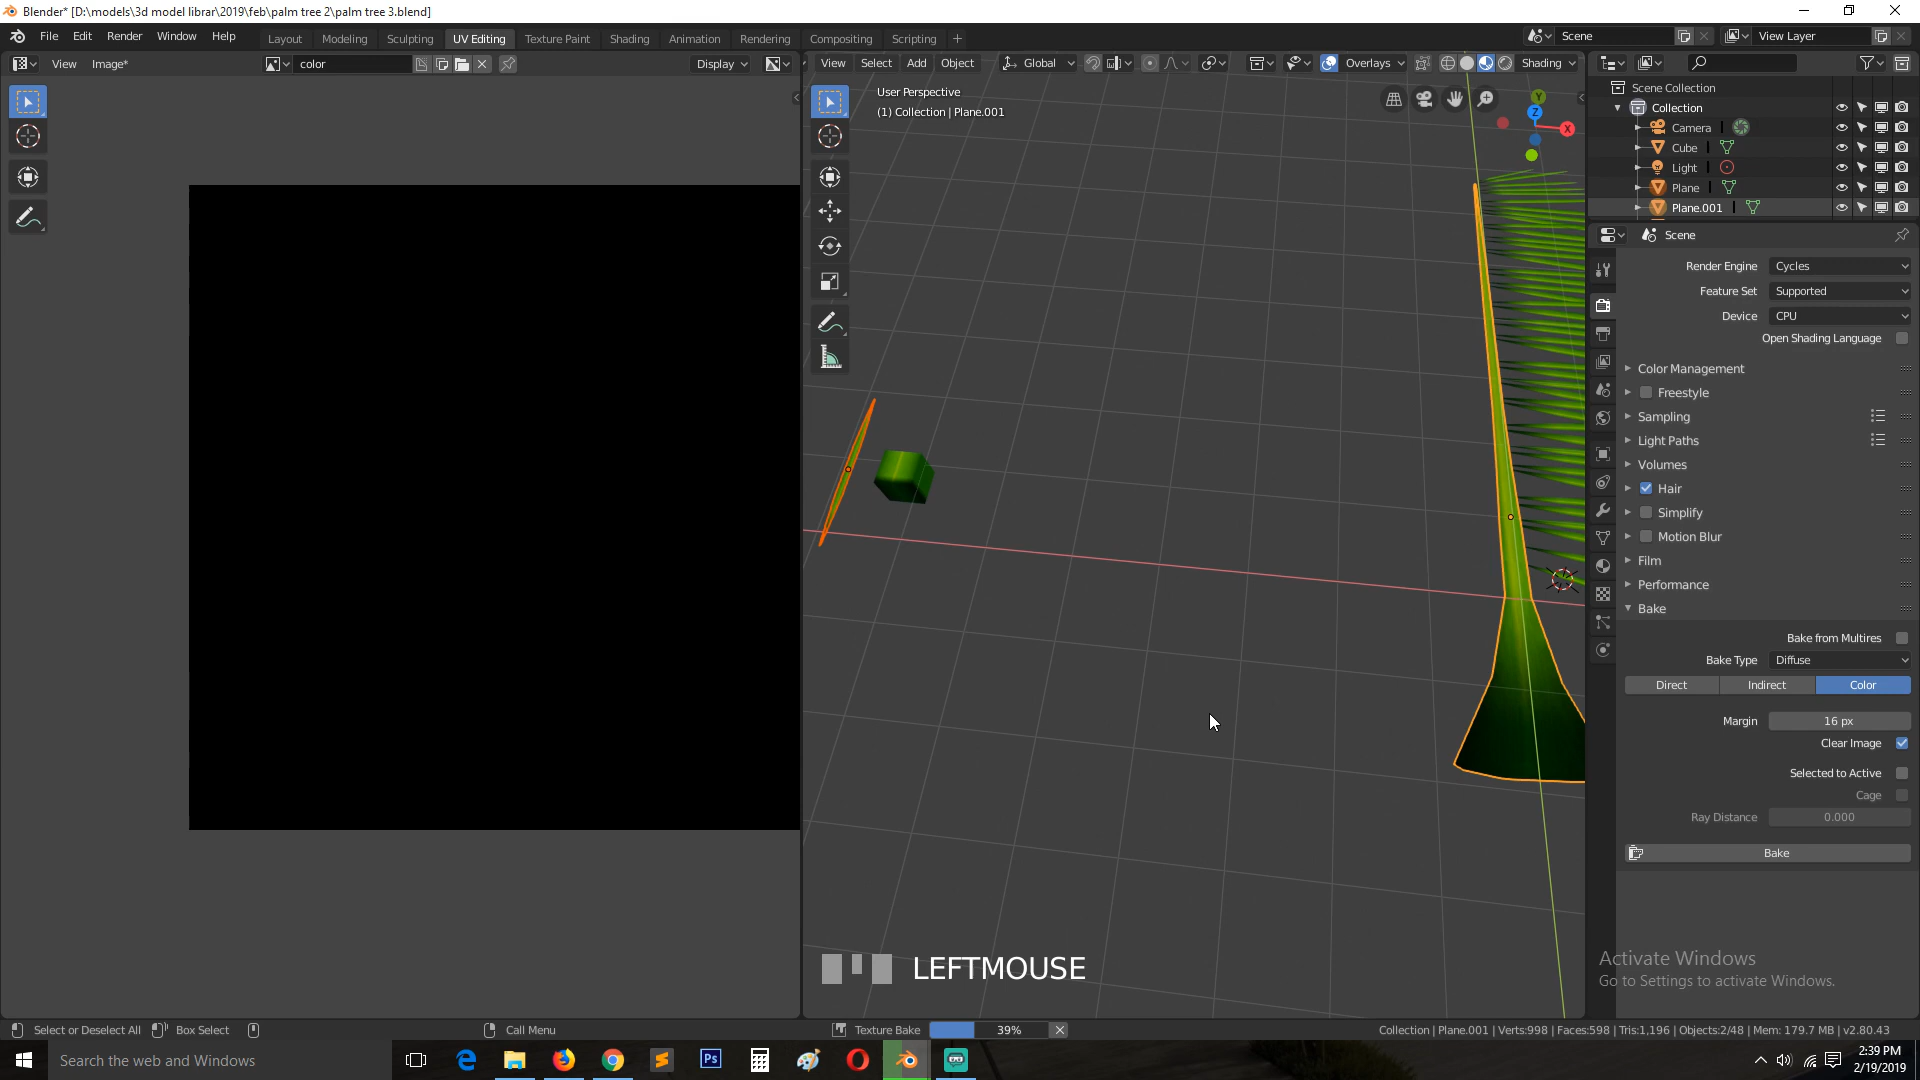 Blender* [D:\models\3d model librar\2019\feb\palm tree 2\palm tree 3.blend]
File Edit Render Window Help Layout Modeling Sculpting UV Editing Texture Paint Shading Animation Rendering Compositing Scripting + Scene View Layer
View Image* color Display View Select Add Object Global Overlays Shading
User Perspective
(1) Collection | Plane.001
Y
Z
X
Scene Collection
Collection
Camera
Cube
Light
Plane
Plane.001
Scene
Render Engine Cycles
Feature Set Supported
Device CPU
Open Shading Language
Color Management
Freestyle
Sampling
Light Paths
Volumes
Hair
Simplify
Motion Blur
Film
Performance
Bake
Bake from Multires
Bake Type Diffuse
Direct Indirect Color
Margin 16 px
Clear Image
Selected to Active
Cage
Ray Distance 0.000
Bake
LEFTMOUSE
Activate Windows
Go to Settings to activate Windows.
Select or Deselect All Box Select Call Menu Texture Bake 39% Collection | Plane.001 | Verts:998 | Faces:598 | Tris:1,196 | Objects:2/48 | Mem: 179.7 MB | v2.80.43
Search the web and Windows Ps 2:39 PM
2/19/2019